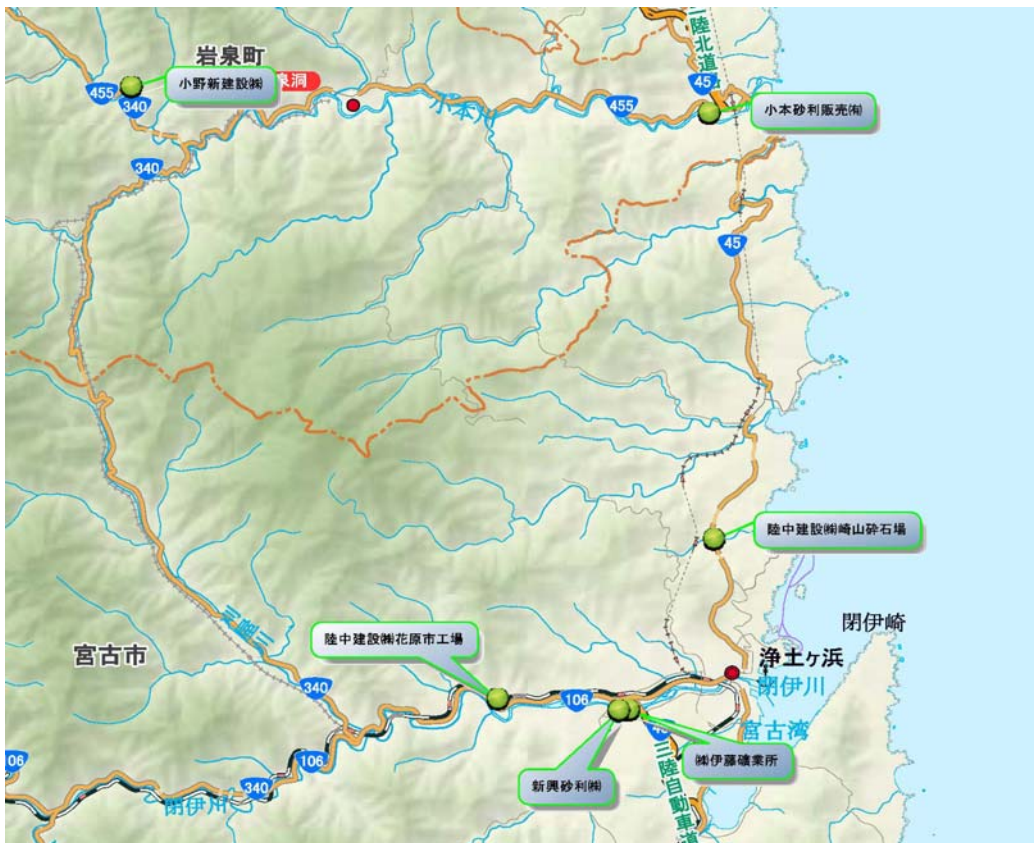 三陸北道
岩泉町
小野新建設㈱
泉洞
455
340
45
小本川
455
小本砂利販売㈲
340
45
陸中建設㈱崎山砕石場
閉伊崎
陸中建設㈱花原市工場
宮古市
浄土ヶ浜
閉伊川
340
106
宮古湾
㈱伊藤礦業所
106
106
340
新興砂利㈱
三陸自動車道
閉伊川